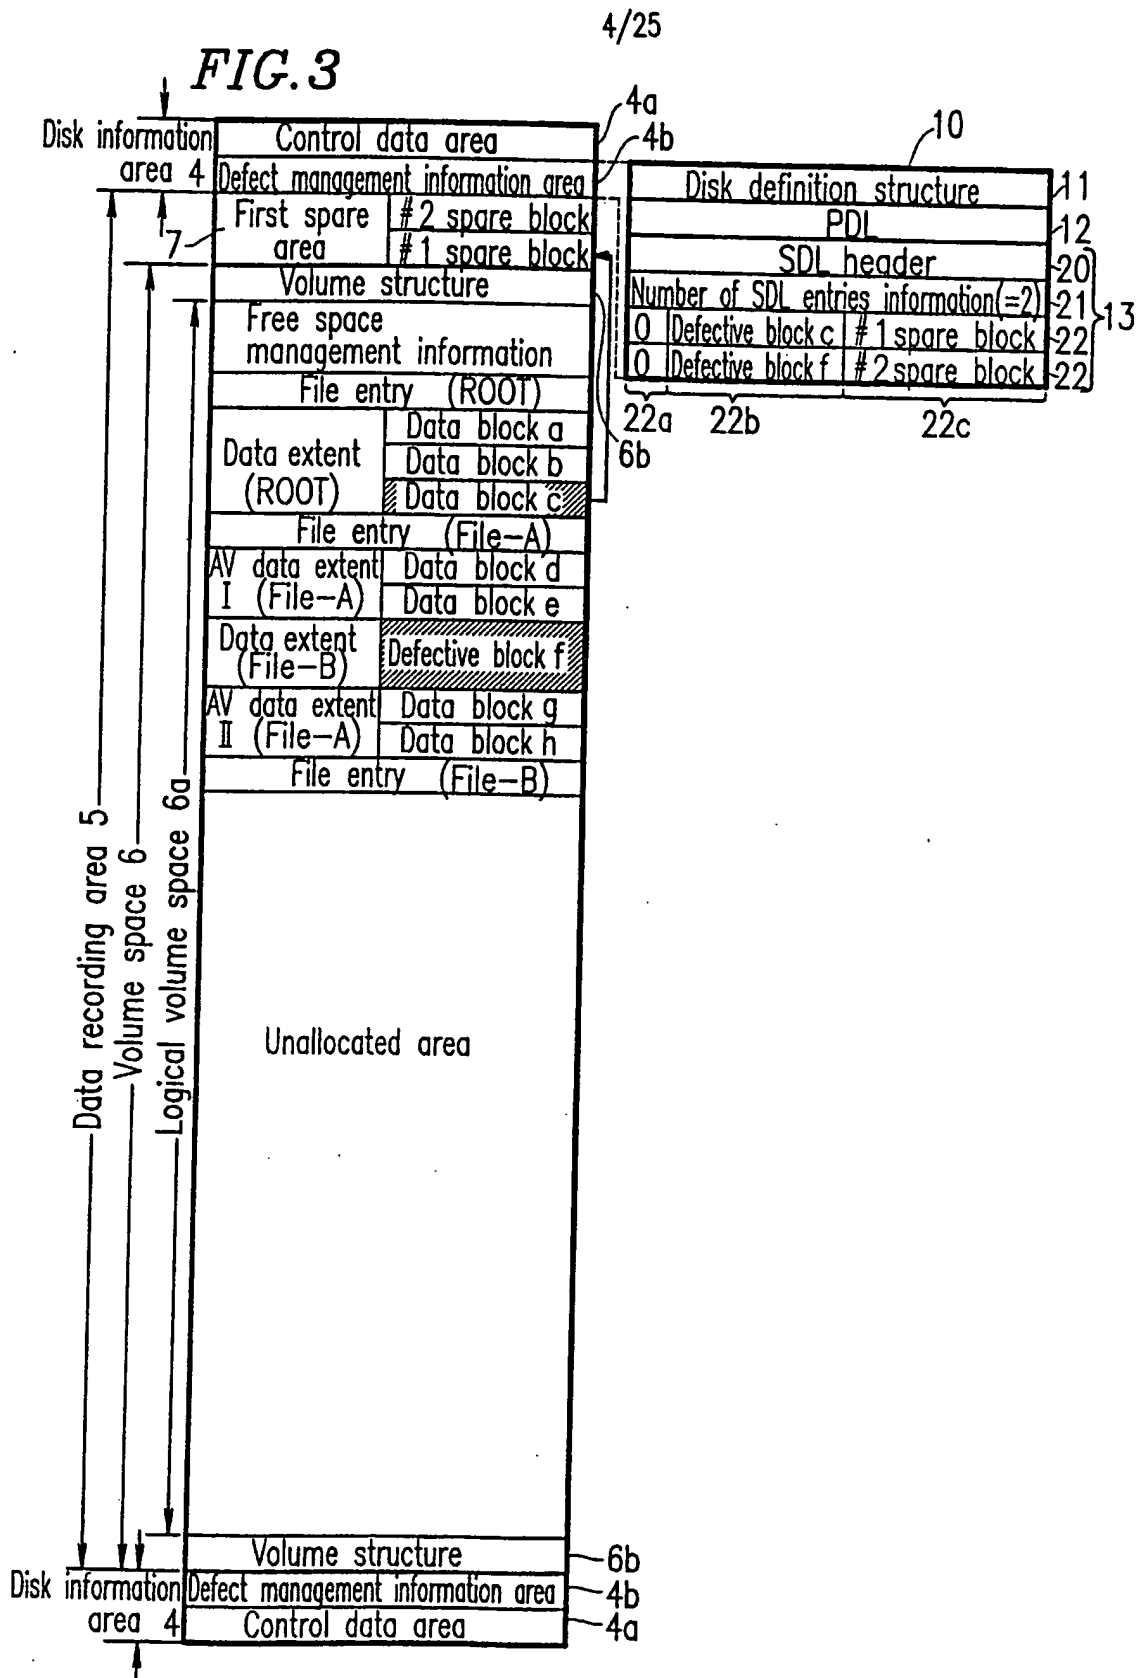 4/25
FIG. 3
Disk information
area 4
Control data area
4a
Defect management information area
4b
7
First spare
area
# 2 spare block
# 1 spare block
Volume structure
6b
Free space
management information
File entry (ROOT)
Data extent
(ROOT)
Data block a
Data block b
Data block c
File entry (File-A)
AV data extent
I (File-A)
Data block d
Data block e
Data extent
(File-B)
Defective block f
AV data extent
II (File-A)
Data block g
Data block h
File entry (File-B)
Unallocated area
Data recording area 5
Volume space 6
Logical volume space 6a
Volume structure
6b
Disk information
area 4
Defect management information area
4b
Control data area
4a
10
Disk definition structure
11
PDL
12
SDL header
20
Number of SDL entries information(=2)
21
13
0 Defective block c # 1 spare block
22
0 Defective block f # 2 spare block
22
22a 22b 22c